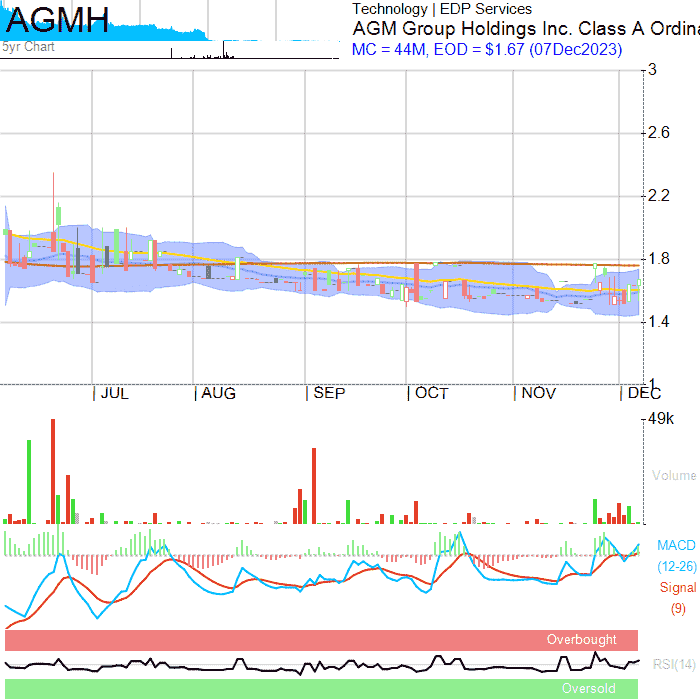 AGMH
Technology | EDP Services
AGM Group Holdings Inc. Class A Ordina
5yr Chart
MC = 44M, EOD = $1.67 (07Dec2023)
3
2.6
2.2
1.8
1.4
1
JUL
AUG
SEP
OCT
NOV
DEC
49k
Volume
MACD
(12-26)
Signal
(9)
Overbought
RSI(14)
Oversold